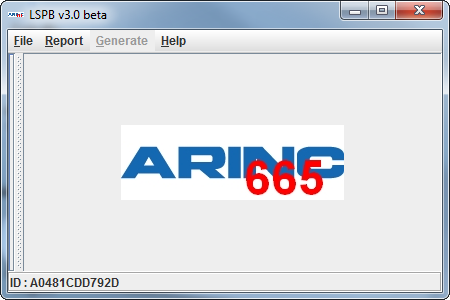 LSPB v3.0 beta
File Report Generate Help
ARINC
665
ID : A0481CDD792D